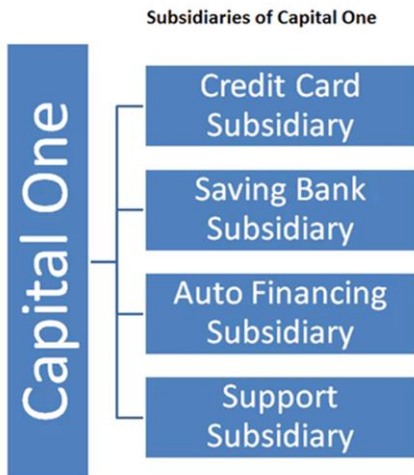 Subsidiaries of Capital One
Capital One
Credit Card
Subsidiary
Saving Bank
Subsidiary
Auto Financing
Subsidiary
Support
Subsidiary